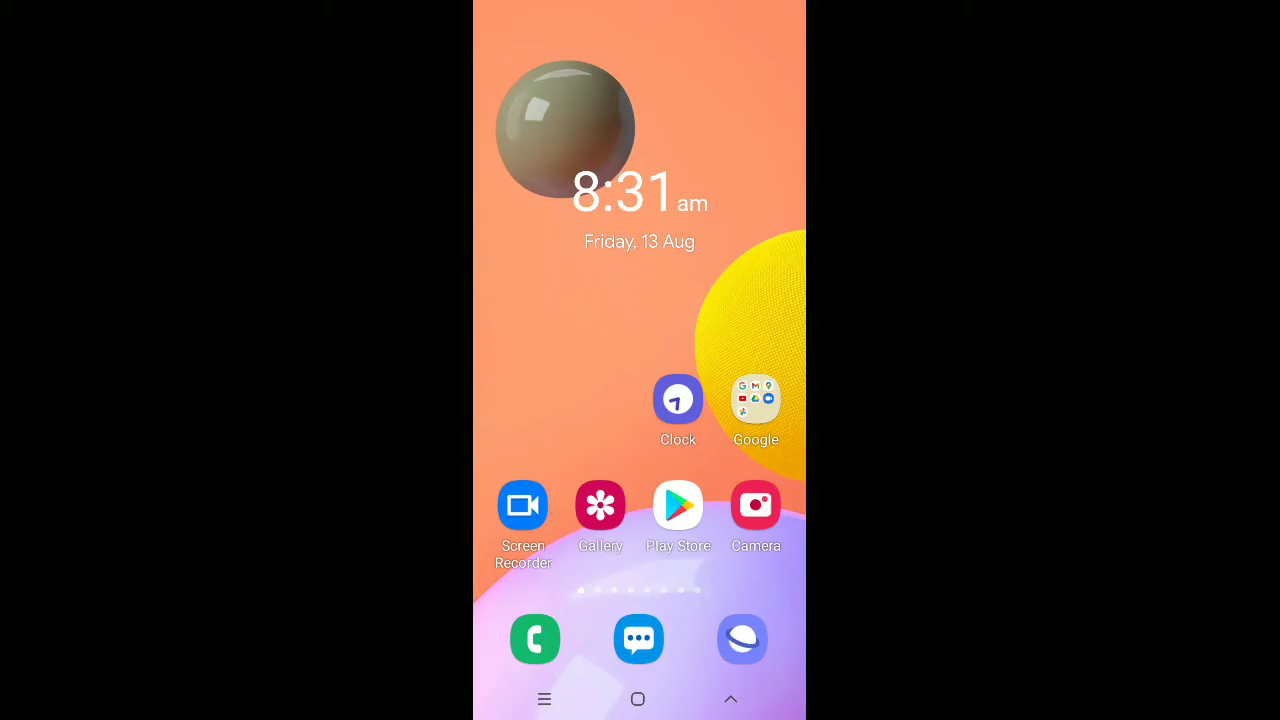 8:31 am
Friday, 13 Aug
Clock
Google
Screen
Recorder
Gallery
Play Store
Camera